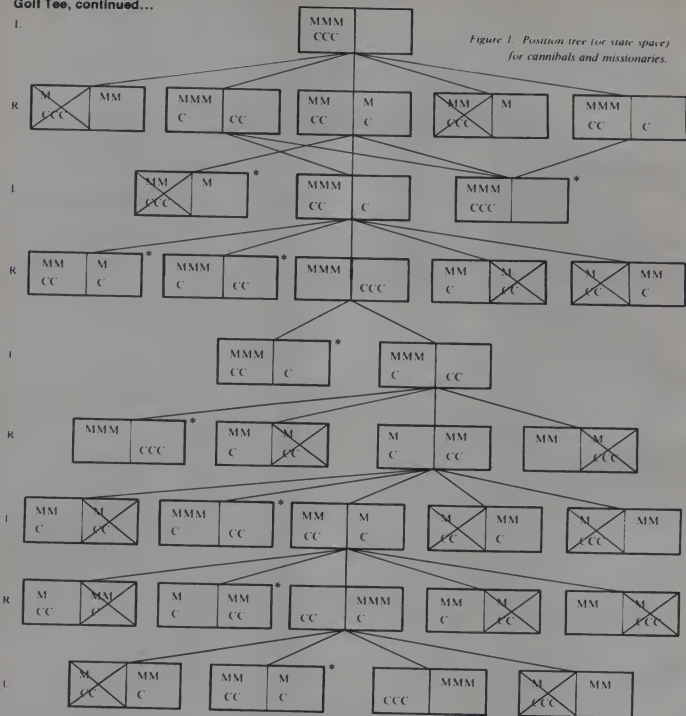 Golf Tee, continued...
Figure 1. Position tree (or state space)
for cannibals and missionaries.
L MMM
CCC
R M MM MMM MM M MM M MMM
CCC C CC CC C CCC CC C
L MM M * MMM MMM *
CCC CC C CCC
R MM M * MMM * MMM MM M M MM
CC C C CC CCC C CC CC C
L MMM * MMM
CC C C CC
R MMM * MM M M MM MM M
CCC C CC C CC CCC
L MM M MMM * MM M M MM M MM
C CC C CC CC C CC C CCC
R M MM M MM * MMM MM M MM M
CC C C CC CC C C CC CCC
L M MM MM M * MMM M MM
CC C CC C CCC